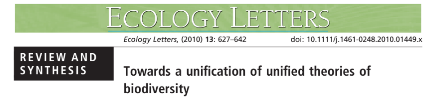 ECOLOGY LETTERS
Ecology Letters, (2010) 13: 627–642 doi: 10.1111/j.1461-0248.2010.01449.x
REVIEW AND
SYNTHESIS
Towards a unification of unified theories of
biodiversity